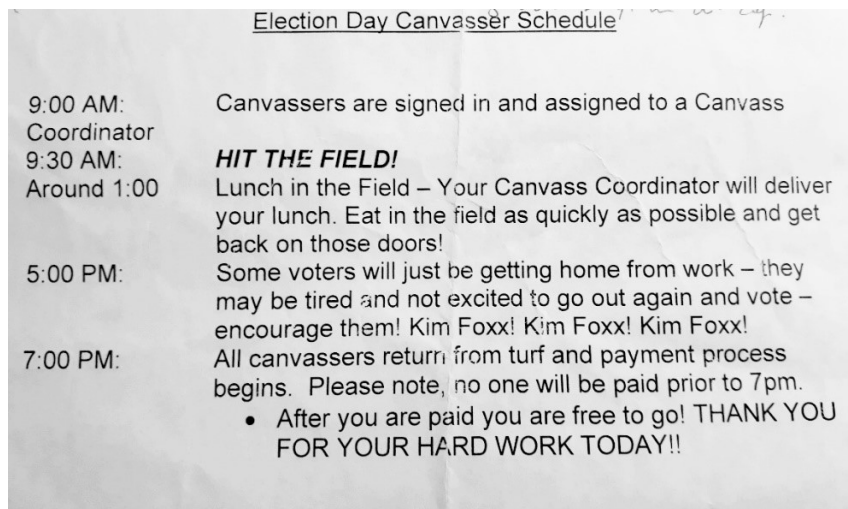 Election Day Canvasser Schedule
9:00 AM: Canvassers are signed in and assigned to a Canvass
Coordinator
9:30 AM: HIT THE FIELD!
Around 1:00 Lunch in the Field – Your Canvass Coordinator will deliver
your lunch. Eat in the field as quickly as possible and get
back on those doors!
5:00 PM: Some voters will just be getting home from work – they
may be tired and not excited to go out again and vote –
encourage them! Kim Foxx! Kim Foxx! Kim Foxx!
7:00 PM: All canvassers return from turf and payment process
begins. Please note, no one will be paid prior to 7pm.
• After you are paid you are free to go! THANK YOU
FOR YOUR HARD WORK TODAY!!